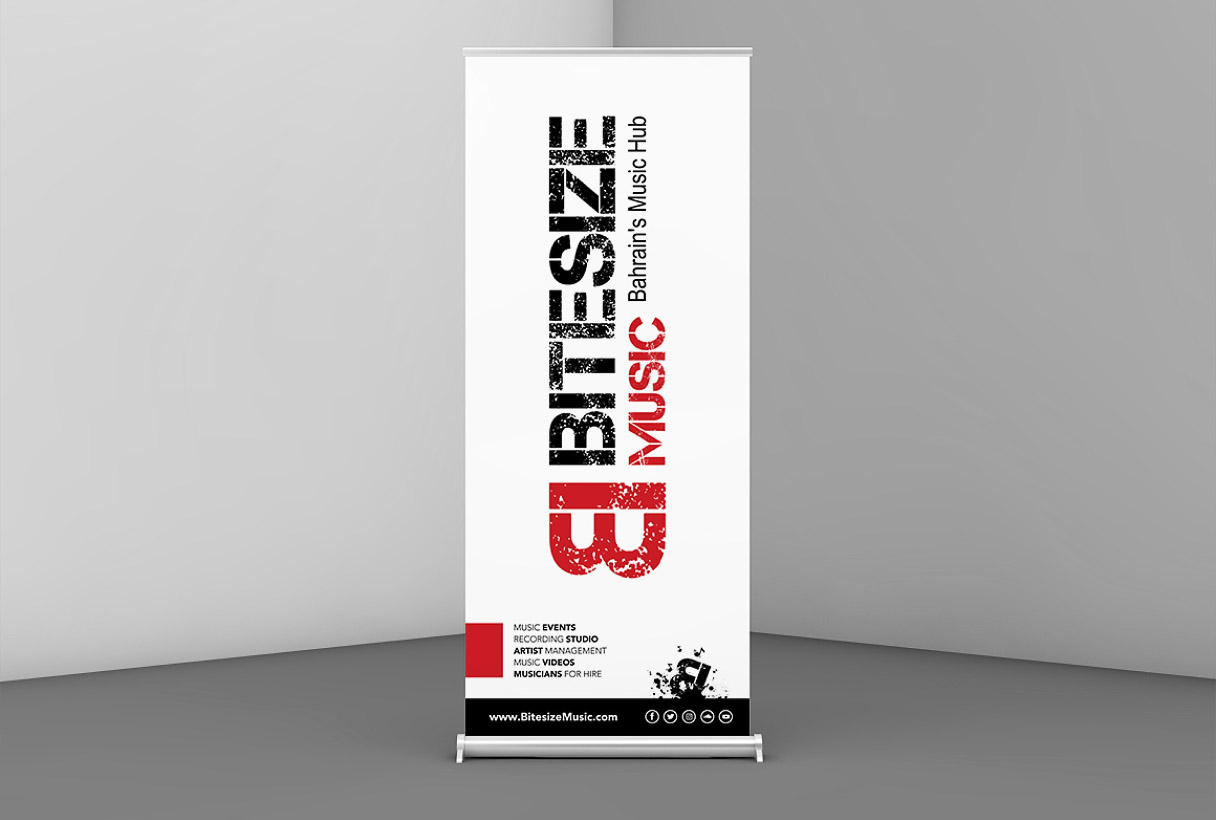 BITESIZE
MUSIC Bahrain's Music Hub
MUSIC EVENTS
RECORDING STUDIO
ARTIST MANAGEMENT
MUSIC VIDEOS
MUSICIANS FOR HIRE
www.BitesizeMusic.com